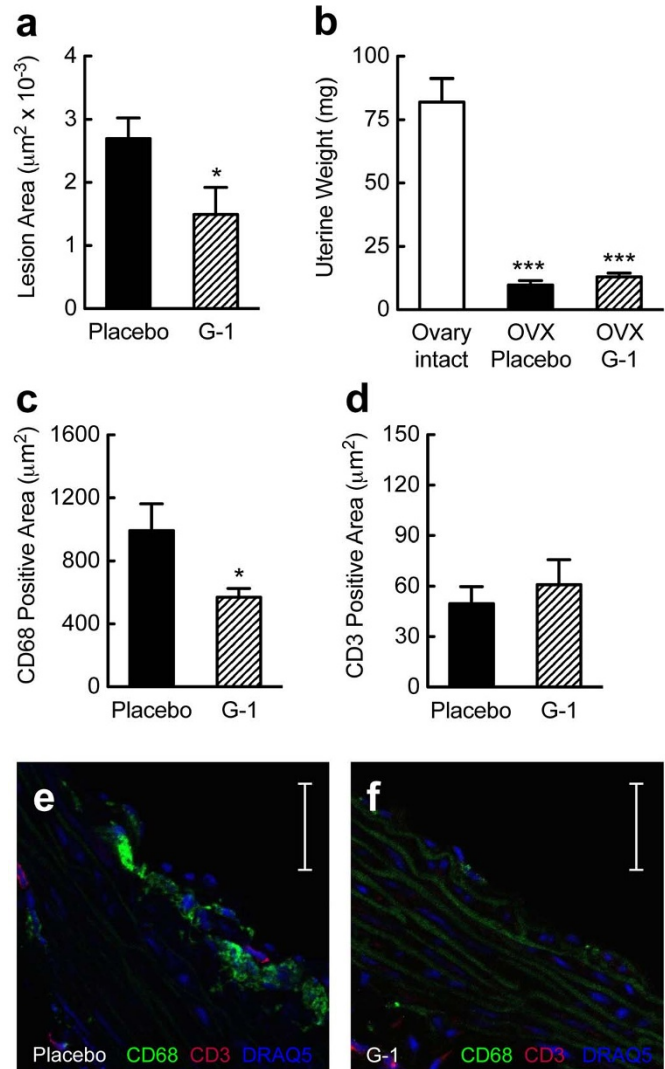 a
Lesion Area (μm² x 10⁻³)
4
3
2
1
0
*
Placebo
G-1
b
Uterine Weight (mg)
100
75
50
25
0
***
***
Ovary
intact
OVX
Placebo
OVX
G-1
c
CD68 Positive Area (μm²)
1600
1200
800
400
0
*
Placebo
G-1
d
CD3 Positive Area (μm²)
150
120
90
60
30
0
Placebo
G-1
e
Placebo CD68 CD3 DRAQ5
f
G-1 CD68 CD3 DRAQ5